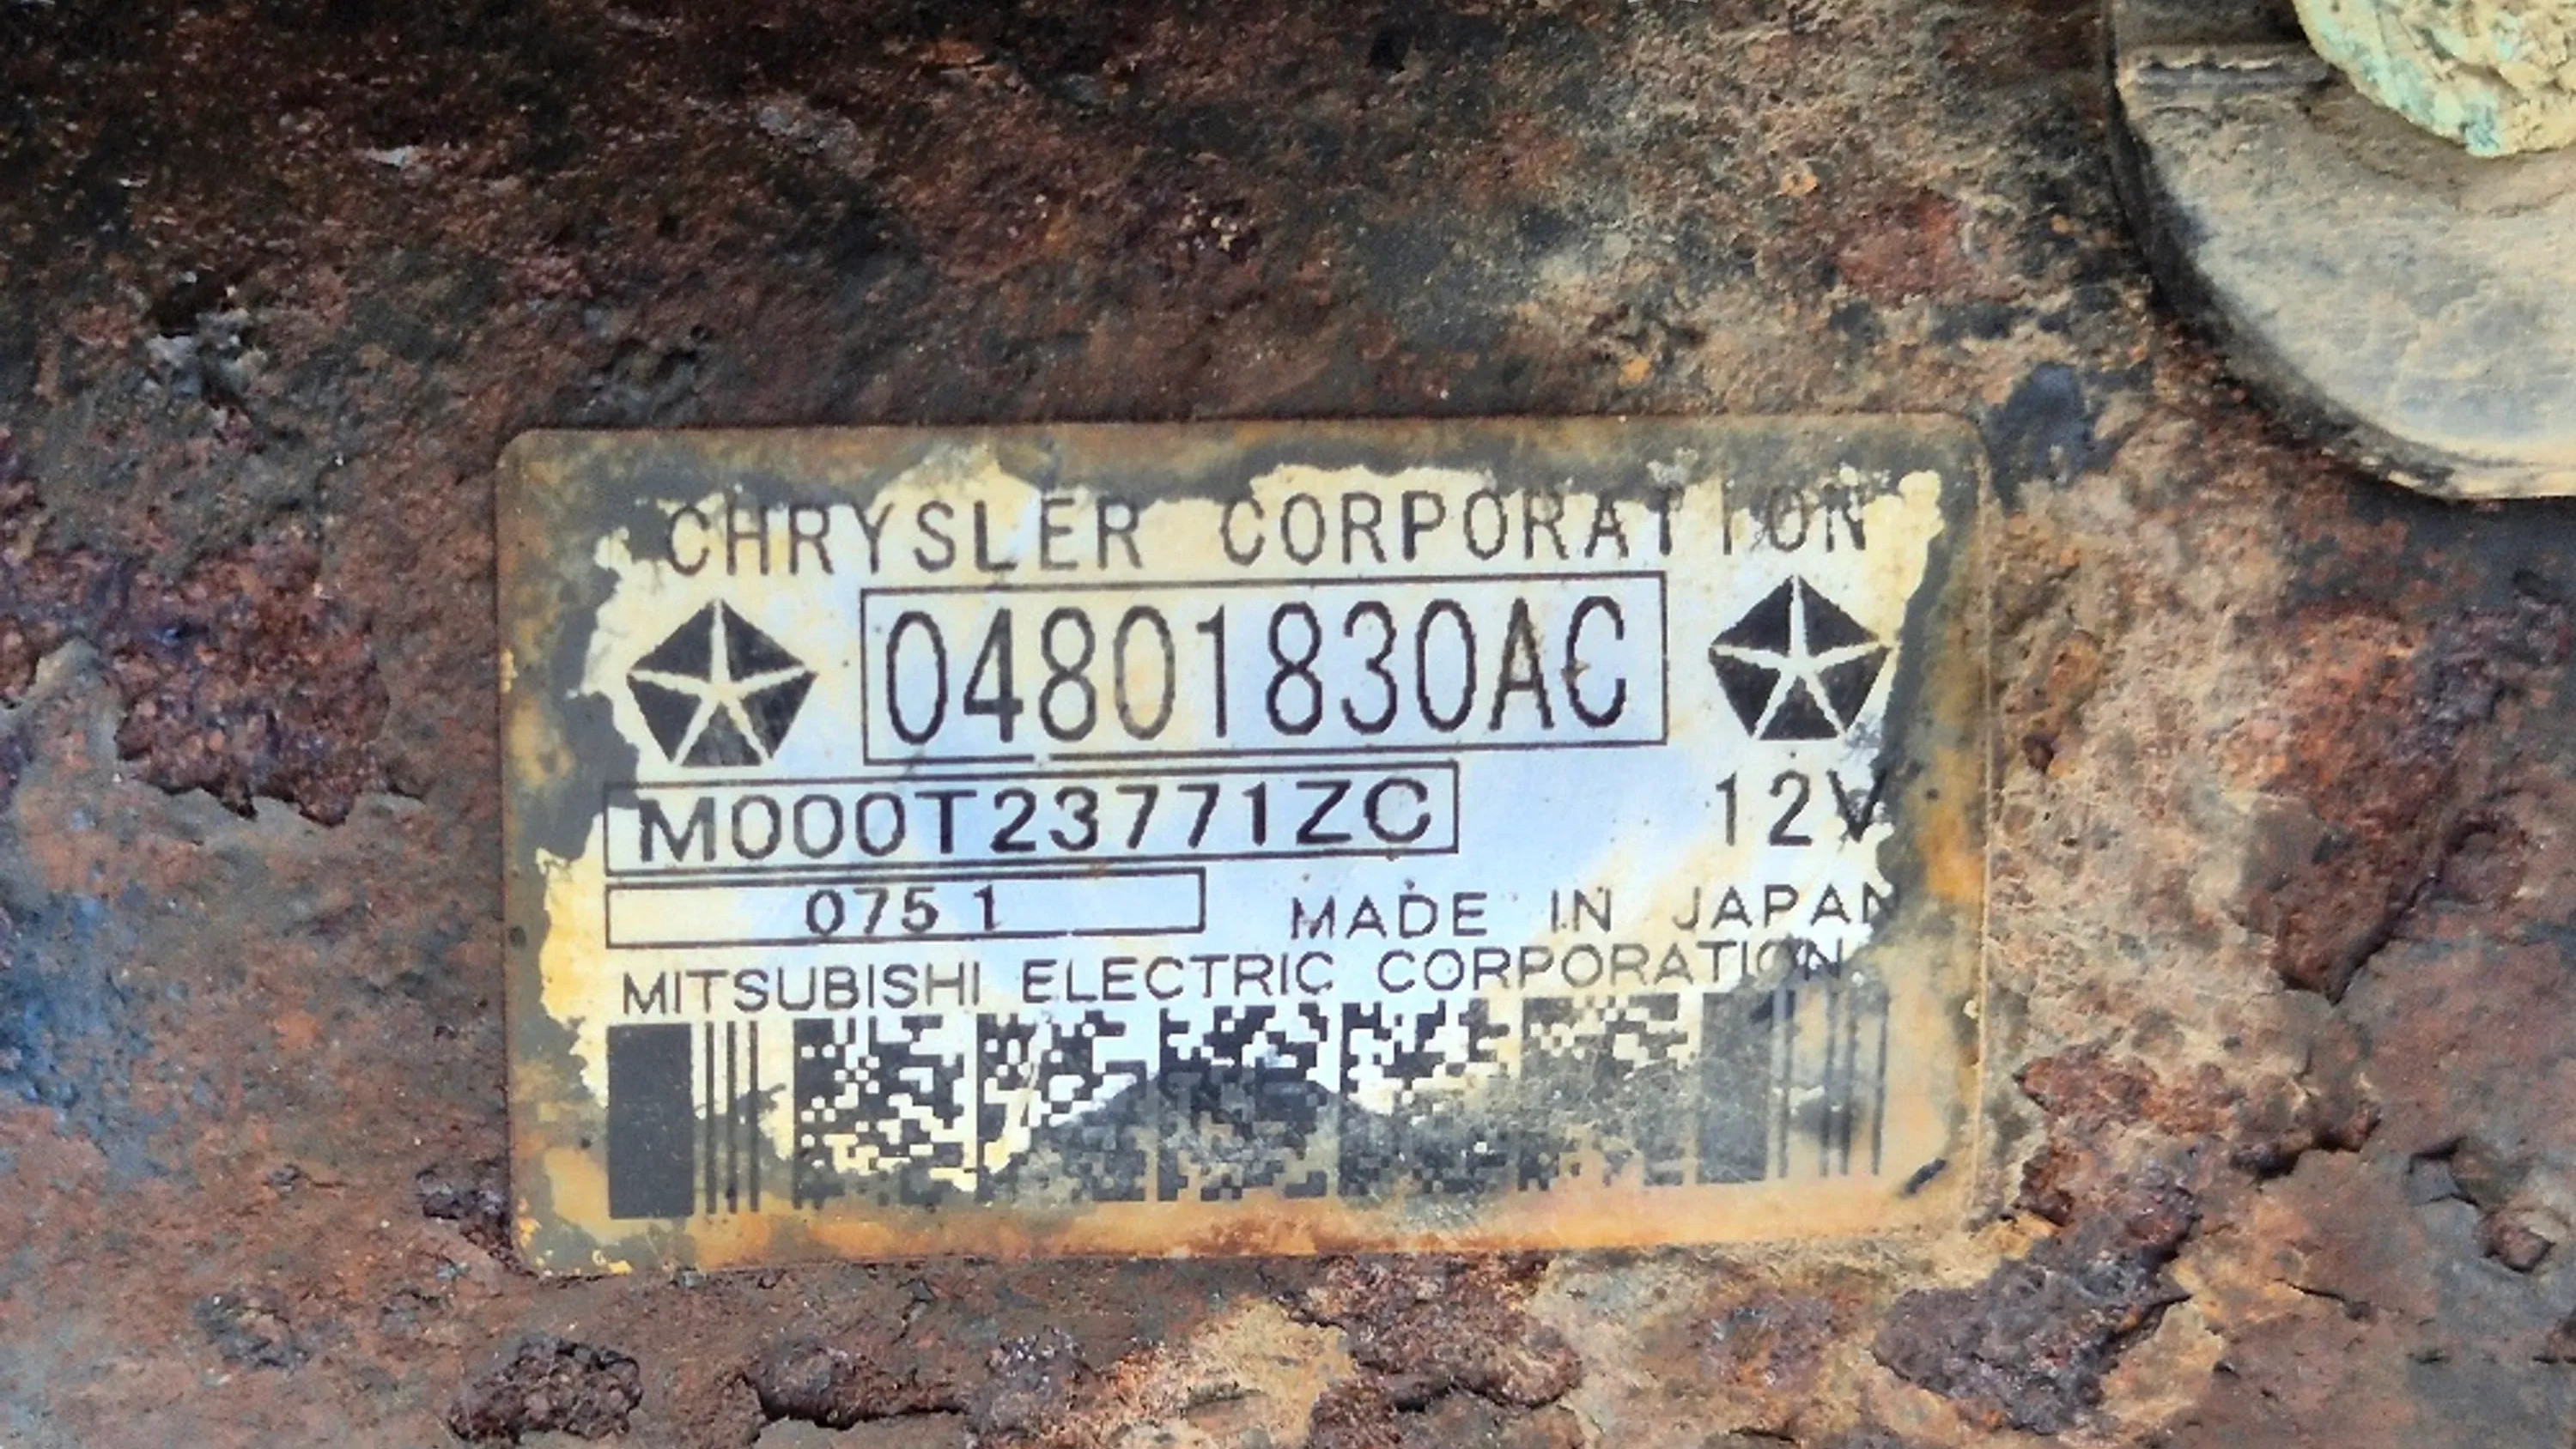 CHRYSLER CORPORATION
04801830AC
M000T23771ZC 12V
0751 MADE IN JAPAN
MITSUBISHI ELECTRIC CORPORATION